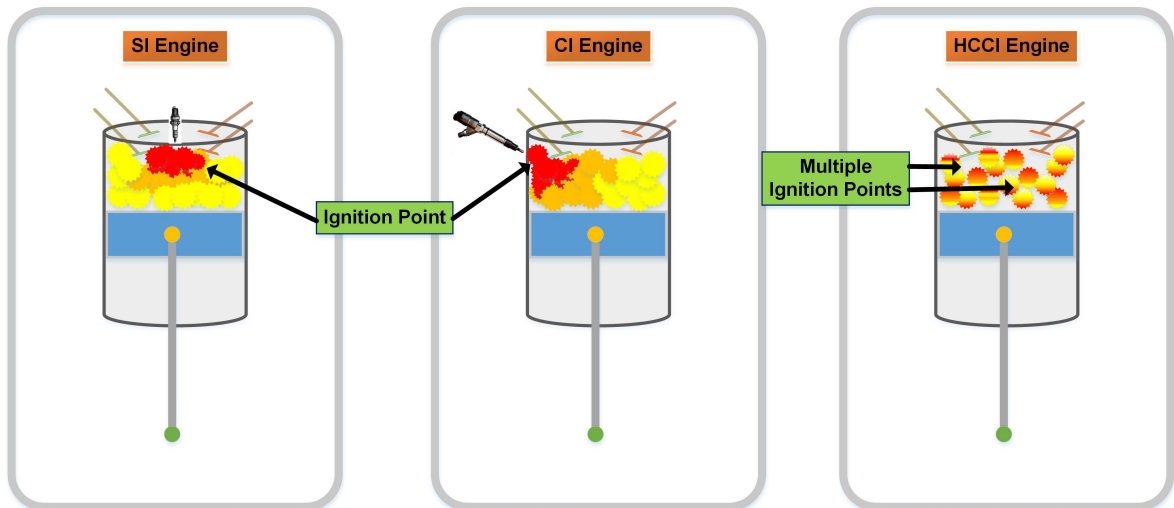 SI Engine
CI Engine
HCCI Engine
Ignition Point
Multiple
Ignition Points